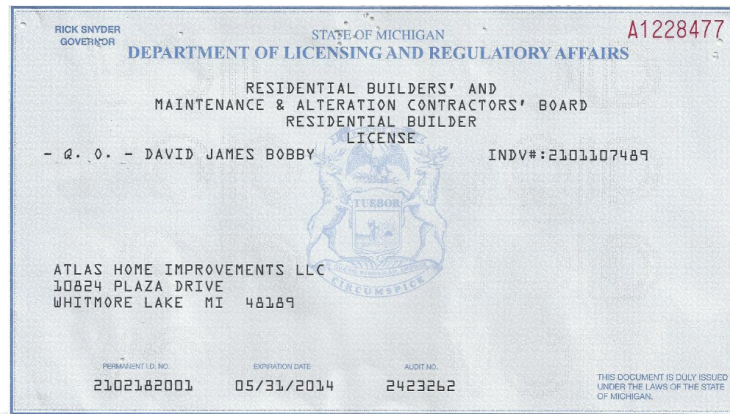 RICK SNYDER
GOVERNOR
STATE OF MICHIGAN
A1228477
DEPARTMENT OF LICENSING AND REGULATORY AFFAIRS
RESIDENTIAL BUILDERS' AND
MAINTENANCE & ALTERATION CONTRACTORS' BOARD
RESIDENTIAL BUILDER
LICENSE
- Q. O. - DAVID JAMES BOBBY INDV#:2101107489
TUEBOR
CIRCUMSPICE
ATLAS HOME IMPROVEMENTS LLC
10824 PLAZA DRIVE
WHITMORE LAKE MI 48189
PERMANENT I.D. NO. EXPIRATION DATE AUDIT NO.
2102182001 05/31/2014 2423262
THIS DOCUMENT IS DULY ISSUED
UNDER THE LAWS OF THE STATE
OF MICHIGAN.